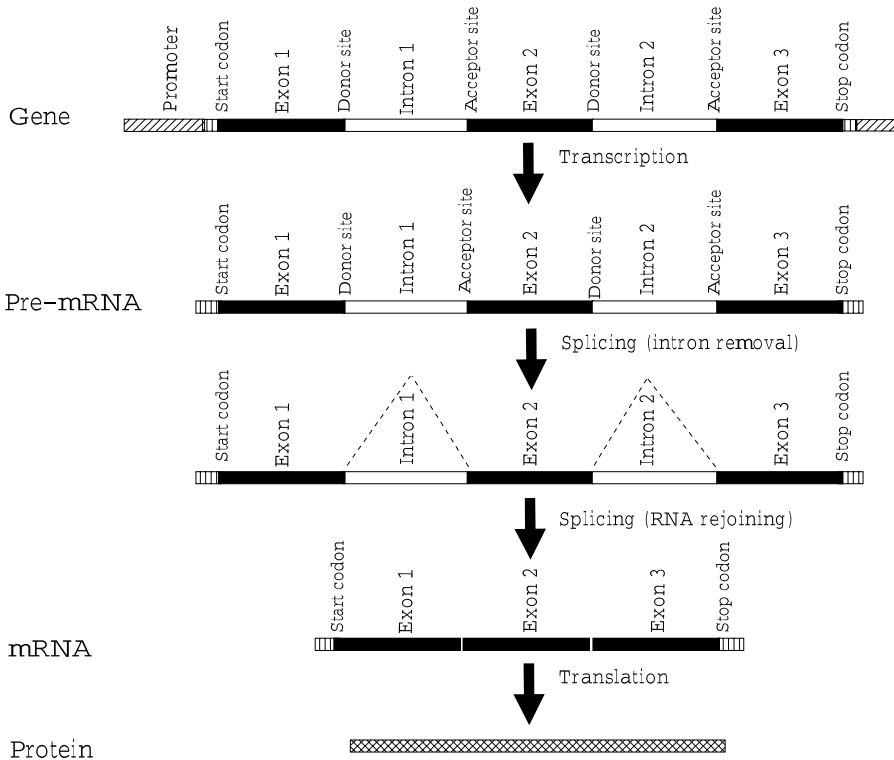 Promoter
Start codon
Exon 1
Donor site
Intron 1
Acceptor site
Exon 2
Donor site
Intron 2
Acceptor site
Exon 3
Stop codon
Gene
Transcription
Start codon
Exon 1
Donor site
Intron 1
Acceptor site
Exon 2
Donor site
Intron 2
Acceptor site
Exon 3
Stop codon
Pre-mRNA
Splicing (intron removal)
Start codon
Exon 1
Intron 1
Exon 2
Intron 2
Exon 3
Stop codon
Splicing (RNA rejoining)
Start codon
Exon 1
Exon 2
Exon 3
Stop codon
mRNA
Translation
Protein